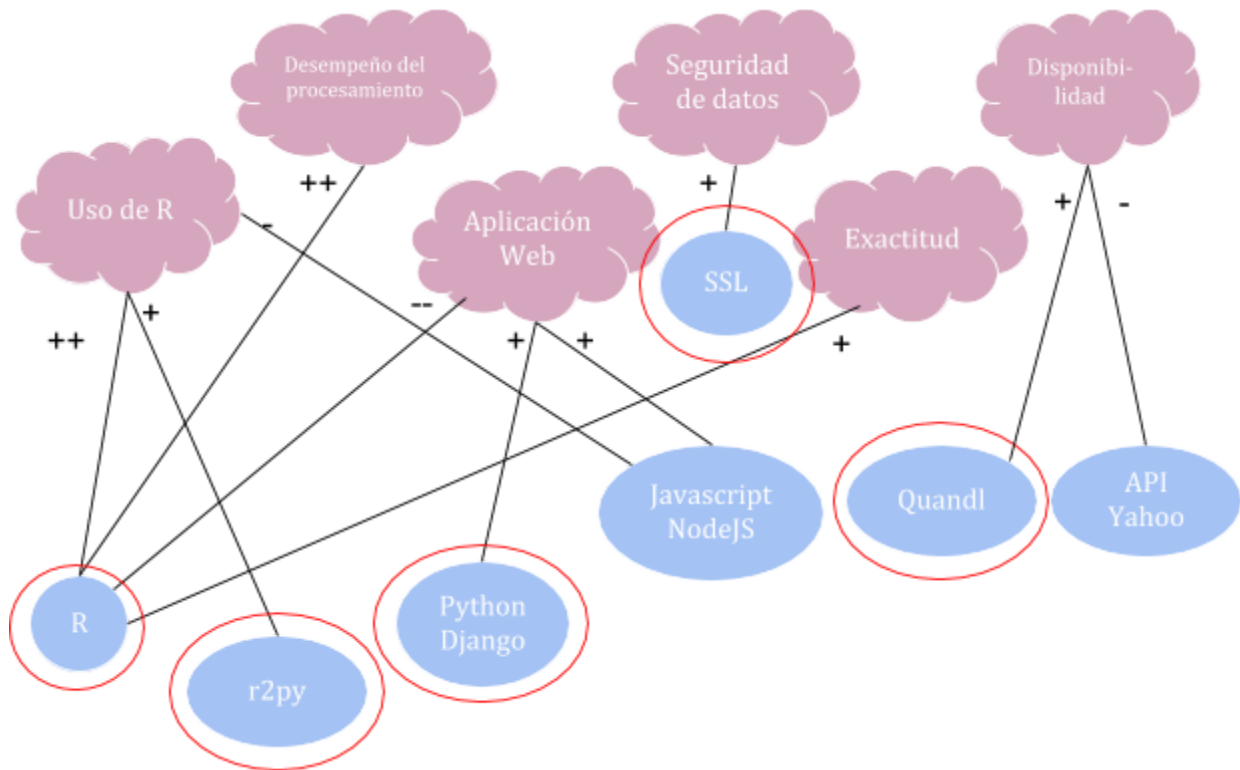 Desempeño del
procesamiento
Seguridad
de datos
Disponibi-
lidad
++
+
+
-
Uso de R
-
Aplicación
Web
Exactitud
SSL
++
+
--
+
+
+
Javascript
NodeJS
Quandl
API
Yahoo
R
Python
Django
r2py